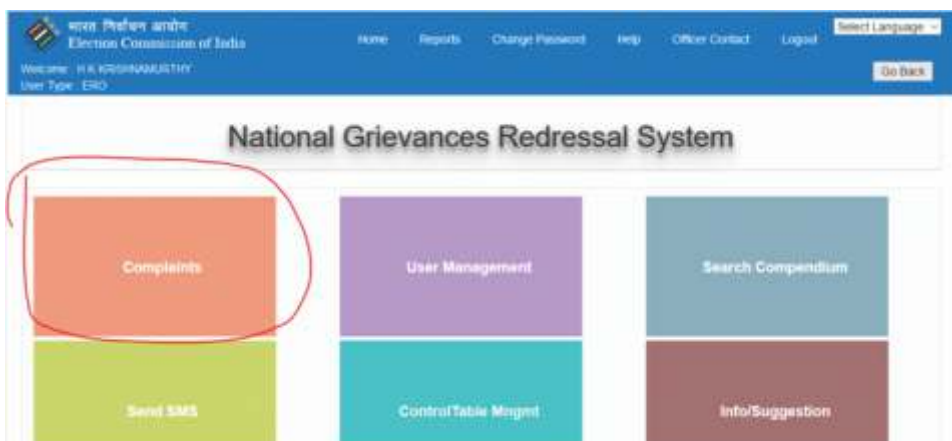 भारत निर्वाचन आयोग
Election Commission of India
Home Reports Change Password Help Officer Contact Logout
Select Language
Welcome : H K KRISHNAMURTHY
Go Back
User Type : ERO
National Grievances Redressal System
Complaints
User Management
Search Compendium
Send SMS
ControlTable Mngmt
Info/Suggestion